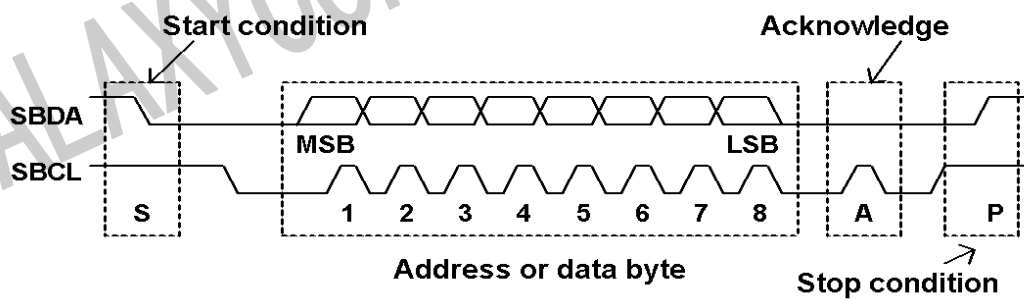 Start condition
Acknowledge
SBDA
MSB
LSB
SBCL
S
1 2 3 4 5 6 7 8
A
P
Address or data byte
Stop condition